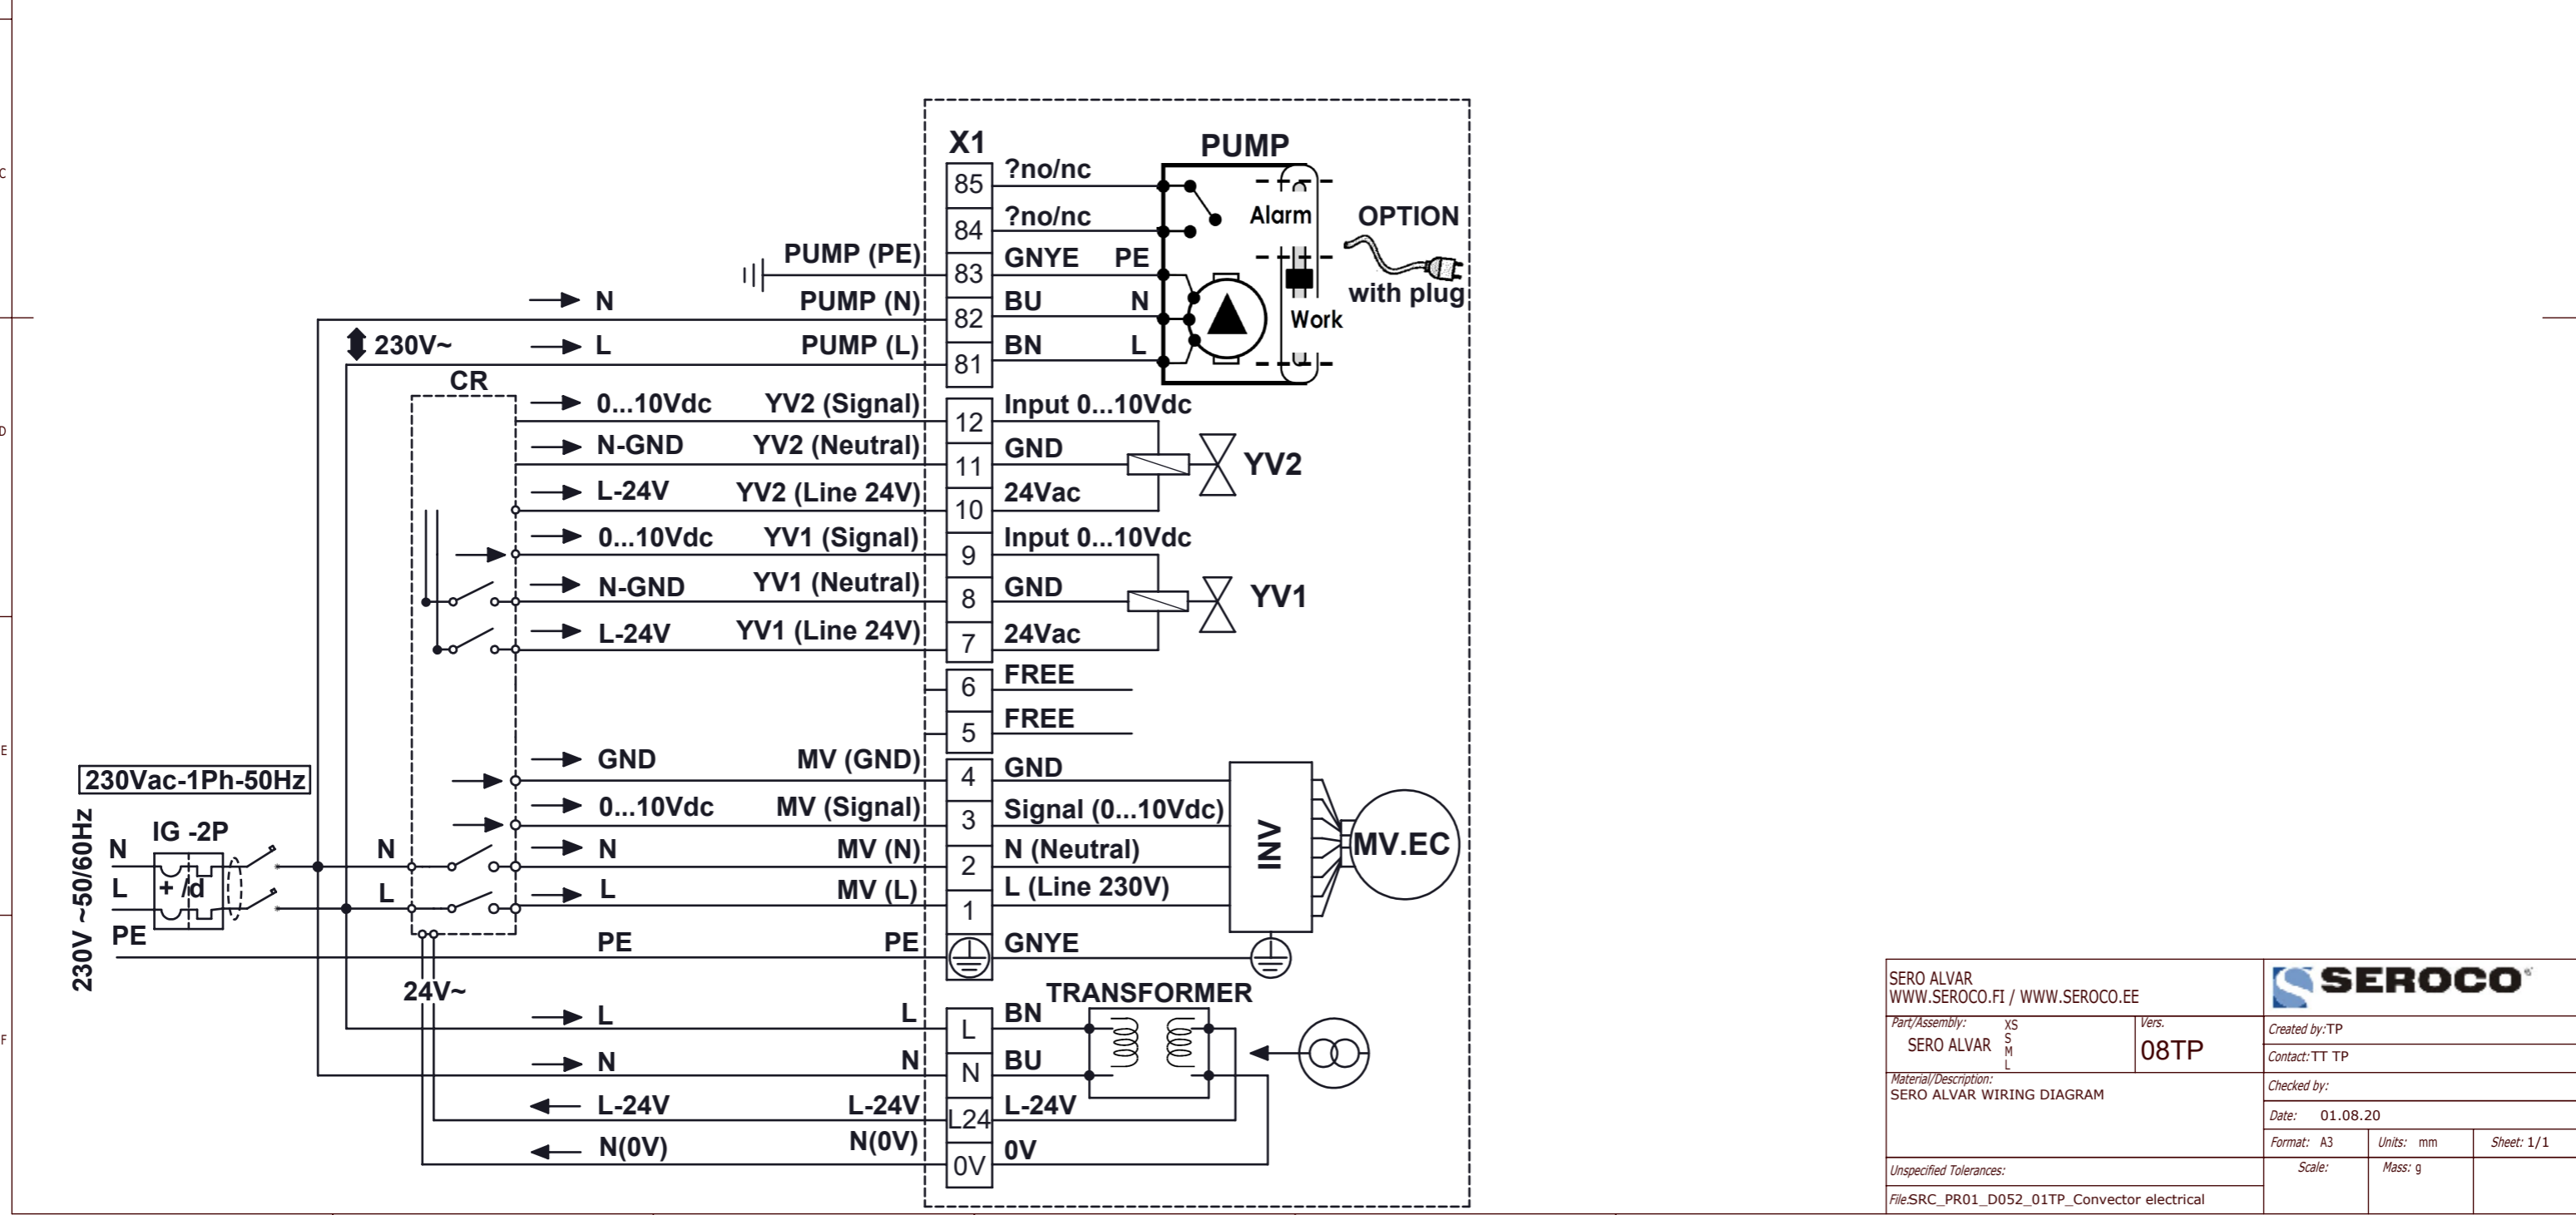 C
D
E
F
X1
PUMP
85 ?no/nc
84 ?no/nc
Alarm
OPTION
with plug
Work
PUMP (PE) 83 GNYE PE
N PUMP (N) 82 BU N
230V~ L PUMP (L) 81 BN L
CR
0...10Vdc YV2 (Signal) 12 Input 0...10Vdc
N-GND YV2 (Neutral) 11 GND YV2
L-24V YV2 (Line 24V) 10 24Vac
0...10Vdc YV1 (Signal) 9 Input 0...10Vdc
N-GND YV1 (Neutral) 8 GND YV1
L-24V YV1 (Line 24V) 7 24Vac
6 FREE
5 FREE
GND MV (GND) 4 GND
0...10Vdc MV (Signal) 3 Signal (0...10Vdc)
N N MV (N) 2 N (Neutral)
L L MV (L) 1 L (Line 230V)
INV
MV.EC
230Vac-1Ph-50Hz
230V ~50/60Hz
IG -2P
N
L
+ /d
PE
PE PE GNYE
24V~
TRANSFORMER
L L L BN
N N N BU
L-24V L-24V L24 L-24V
N(0V) N(0V) 0V 0V
SERO ALVAR
WWW.SEROCO.FI / WWW.SEROCO.EE
SEROCO®
Part/Assembly:
SERO ALVAR
XS
S
M
L
Vers.
08TP
Created by:TP
Contact:TT TP
Material/Description:
SERO ALVAR WIRING DIAGRAM
Checked by:
Date: 01.08.20
Format: A3 Units: mm Sheet: 1/1
Unspecified Tolerances:
Scale: Mass: g
File:SRC_PR01_D052_01TP_Convector electrical